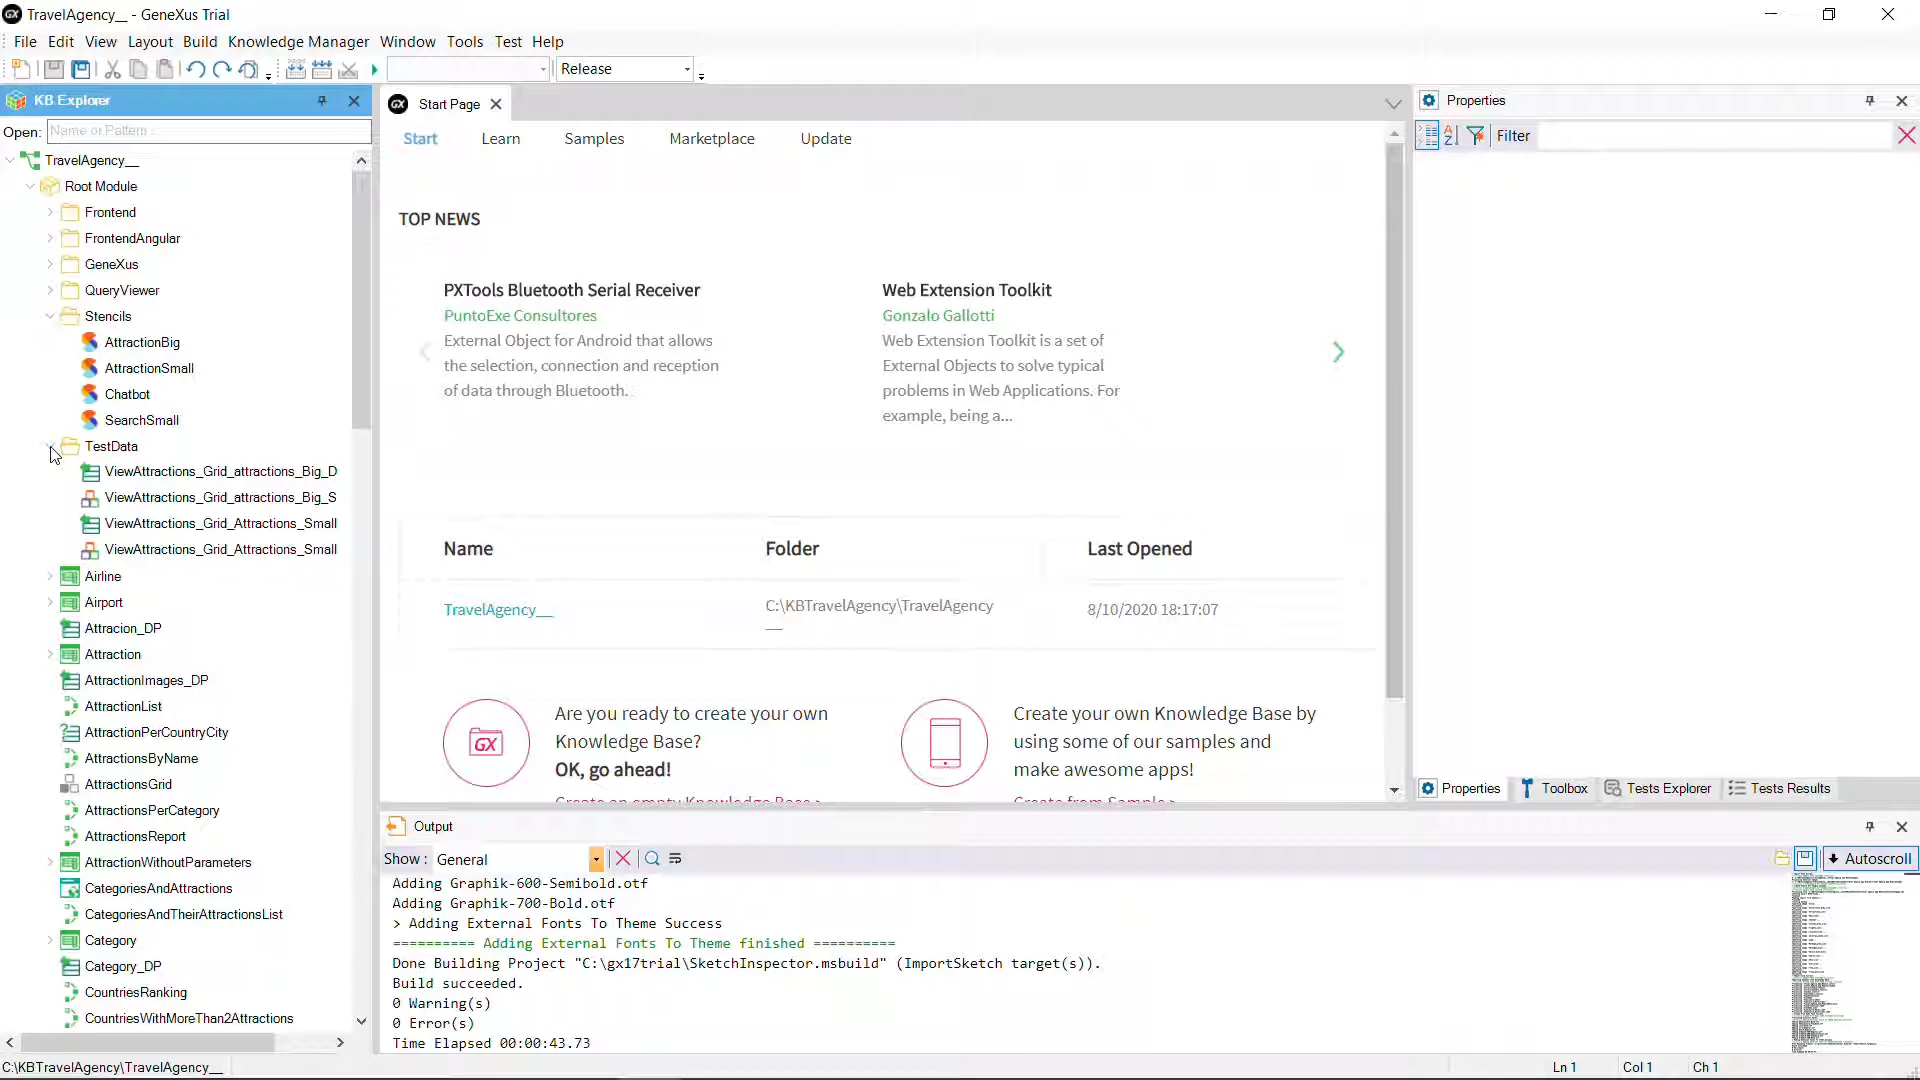 TravelAgency__ - GeneXus Trial
File Edit View Layout Build Knowledge Manager Window Tools Test Help
Release
KB Explorer
Open: Name or Pattern ..
TravelAgency__
Root Module
Frontend
FrontendAngular
GeneXus
QueryViewer
Stencils
AttractionBig
AttractionSmall
Chatbot
SearchSmall
TestData
ViewAttractions_Grid_attractions_Big_D
ViewAttractions_Grid_attractions_Big_S
ViewAttractions_Grid_Attractions_Small
ViewAttractions_Grid_Attractions_Small
Airline
Airport
Attracion_DP
Attraction
AttractionImages_DP
AttractionList
AttractionPerCountryCity
AttractionsByName
AttractionsGrid
AttractionsPerCategory
AttractionsReport
AttractionWithoutParameters
CategoriesAndAttractions
CategoriesAndTheirAttractionsList
Category
Category_DP
CountriesRanking
CountriesWithMoreThan2Attractions
GX Start Page
Start Learn Samples Marketplace Update
TOP NEWS
PXTools Bluetooth Serial Receiver
PuntoExe Consultores
External Object for Android that allows
the selection, connection and reception
of data through Bluetooth.
Web Extension Toolkit
Gonzalo Gallotti
Web Extension Toolkit is a set of
External Objects to solve typical
problems in Web Applications. For
example, being a...
Name Folder Last Opened
TravelAgency__ C:\KBTravelAgency\TravelAgency
__
8/10/2020 18:17:07
GX
Are you ready to create your own
Knowledge Base?
OK, go ahead!
Create an empty Knowledge Base >
Create your own Knowledge Base by
using some of our samples and
make awesome apps!
Create from Sample >
Properties
Filter
Properties Toolbox Tests Explorer Tests Results
Output
Show : General
Autoscroll
Adding Graphik-600-Semibold.otf
Adding Graphik-700-Bold.otf
> Adding External Fonts To Theme Success
========== Adding External Fonts To Theme finished ==========
Done Building Project "C:\gx17trial\SketchInspector.msbuild" (ImportSketch target(s)).
Build succeeded.
0 Warning(s)
0 Error(s)
Time Elapsed 00:00:43.73
C:\KBTravelAgency\TravelAgency__
Ln 1 Col 1 Ch 1